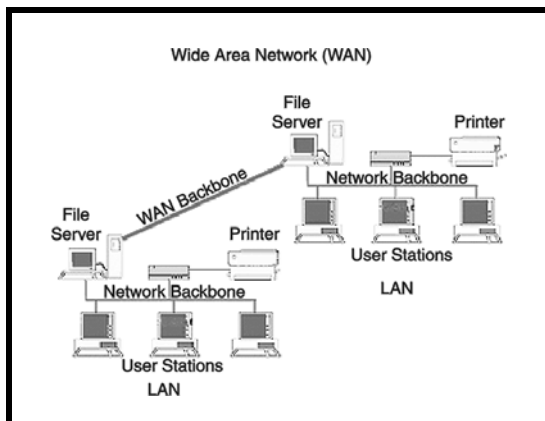 Wide Area Network (WAN)
File
Server
Printer
Network Backbone
User Stations
LAN
WAN Backbone
File
Server
Printer
Network Backbone
User Stations
LAN